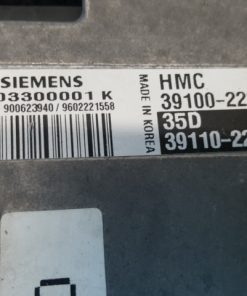 SIEMENS
03300001 K
900623940 / 9602221558
MADE IN KOREA
HMC
39100-22
35D
39110-22